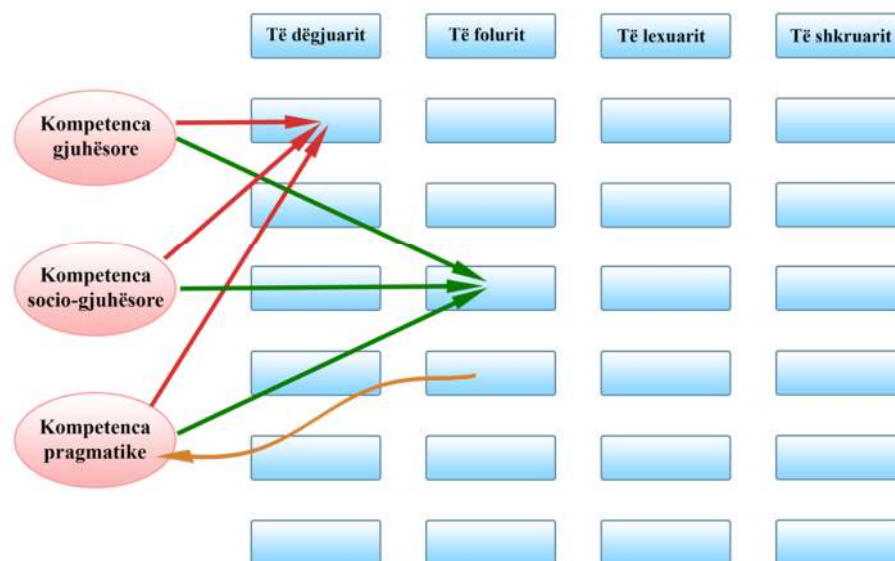 Të dëgjuarit
Të folurit
Të lexuarit
Të shkruarit
Kompetenca
gjuhësore
Kompetenca
socio-gjuhësore
Kompetenca
pragmatike